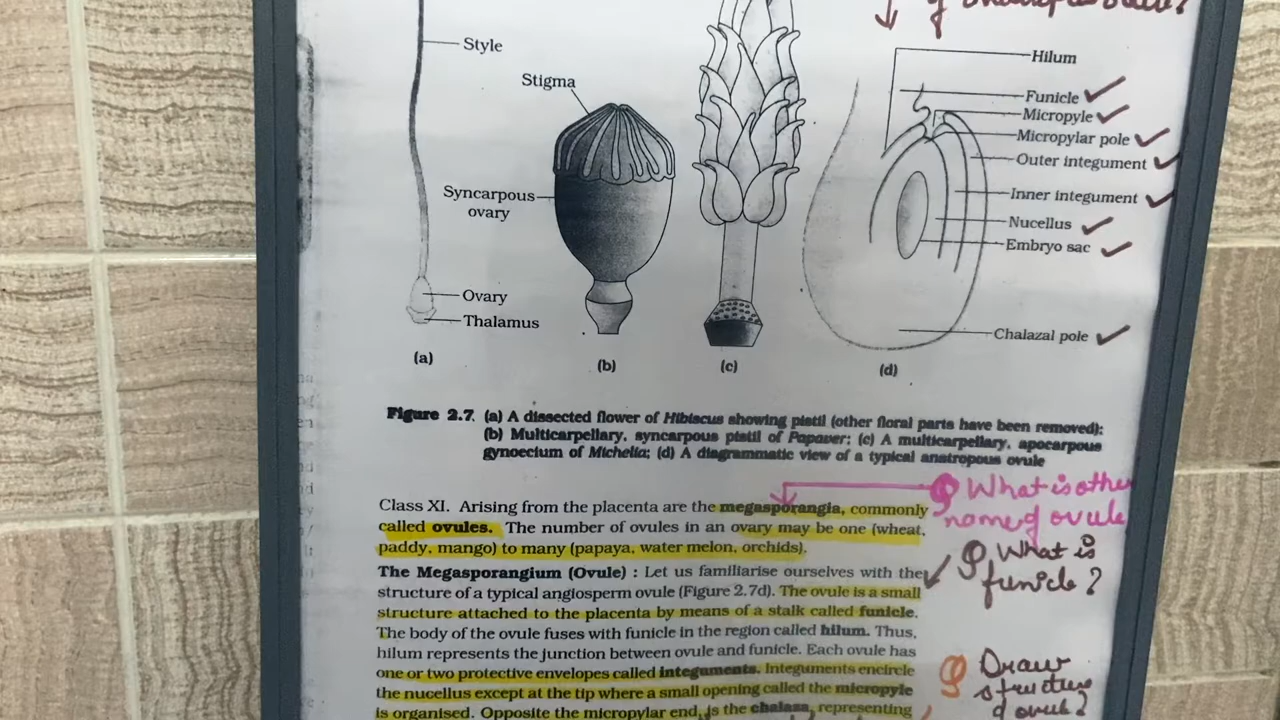 of ovule?
Style
Stigma
Syncarpous
ovary
Ovary
Thalamus
Hilum
Funicle
Micropyle
Micropylar pole
Outer integument
Inner integument
Nucellus
Embryo sac
Chalazal pole
(a)
(b)
(c)
(d)
Figure 2.7. (a) A dissected flower of Hibiscus showing pistil (other floral parts have been removed);
(b) Multicarpellary, syncarpous pistil of Papaver; (c) A multicarpellary, apocarpous
gynoecium of Michelia; (d) A diagrammatic view of a typical anatropous ovule
Class XI. Arising from the placenta are the megasporangia, commonly
called ovules. The number of ovules in an ovary may be one (wheat,
paddy, mango) to many (papaya, water melon, orchids).
The Megasporangium (Ovule) : Let us familiarise ourselves with the
structure of a typical angiosperm ovule (Figure 2.7d). The ovule is a small
structure attached to the placenta by means of a stalk called funicle.
The body of the ovule fuses with funicle in the region called hilum. Thus,
hilum represents the junction between ovule and funicle. Each ovule has
one or two protective envelopes called integuments. Integuments encircle
the nucellus except at the tip where a small opening called the micropyle
is organised. Opposite the micropylar end, is the chalaza, representing
Q What is other
name of ovule
Q What is
funicle ?
Q Draw
structure
of ovule?